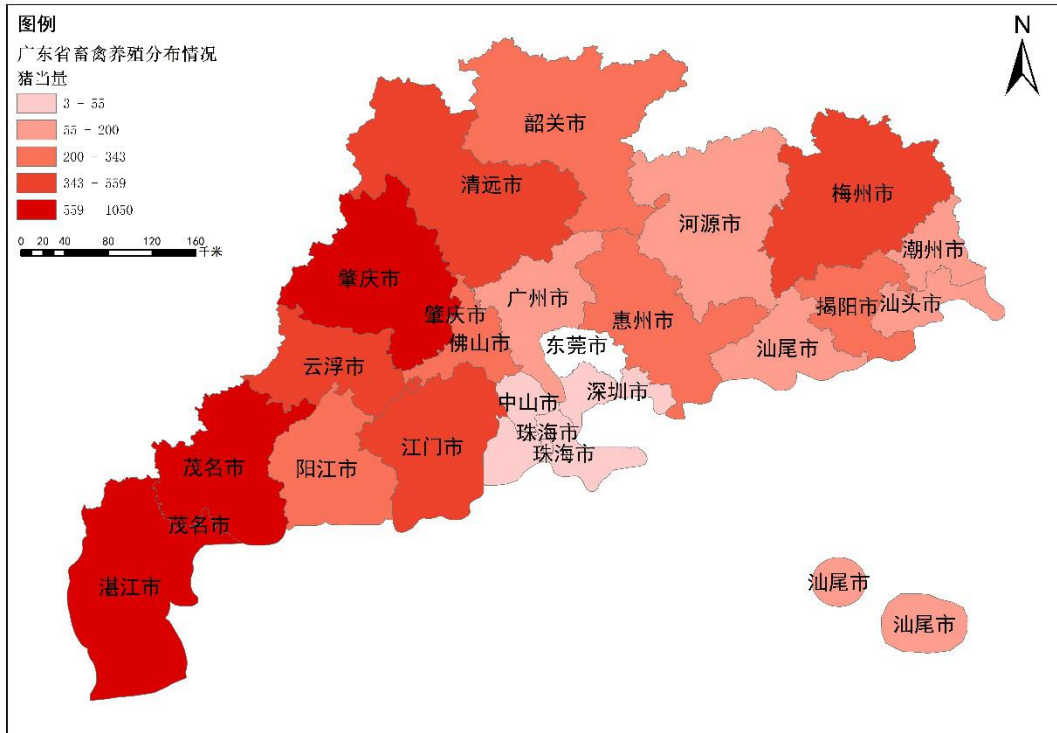 图例
广东省畜禽养殖分布情况
猪当量
3 - 55
55 - 200
200 - 343
343 - 559
559 - 1050
0 20 40 80 120 160
千米
N
韶关市
清远市
梅州市
河源市
潮州市
肇庆市
广州市
肇庆市
惠州市
揭阳市
汕头市
佛山市
东莞市
汕尾市
云浮市
深圳市
中山市
珠海市
江门市
珠海市
茂名市
阳江市
茂名市
湛江市
汕尾市
汕尾市